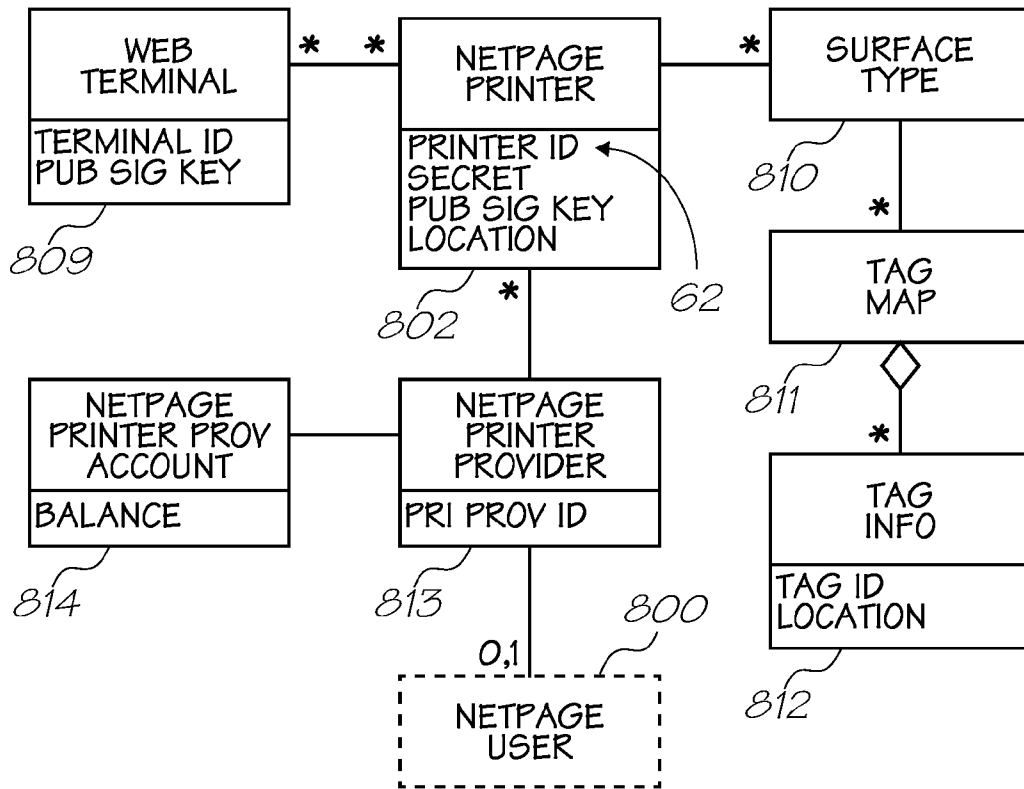 WEB
TERMINAL
TERMINAL ID
PUB SIG KEY
809
*
*
NETPAGE
PRINTER
PRINTER ID
SECRET
PUB SIG KEY
LOCATION
802
62
*
*
SURFACE
TYPE
810
*
TAG
MAP
811
*
TAG
INFO
TAG ID
LOCATION
812
NETPAGE
PRINTER PROV
ACCOUNT
BALANCE
814
NETPAGE
PRINTER
PROVIDER
PRI PROV ID
813
0,1
800
NETPAGE
USER